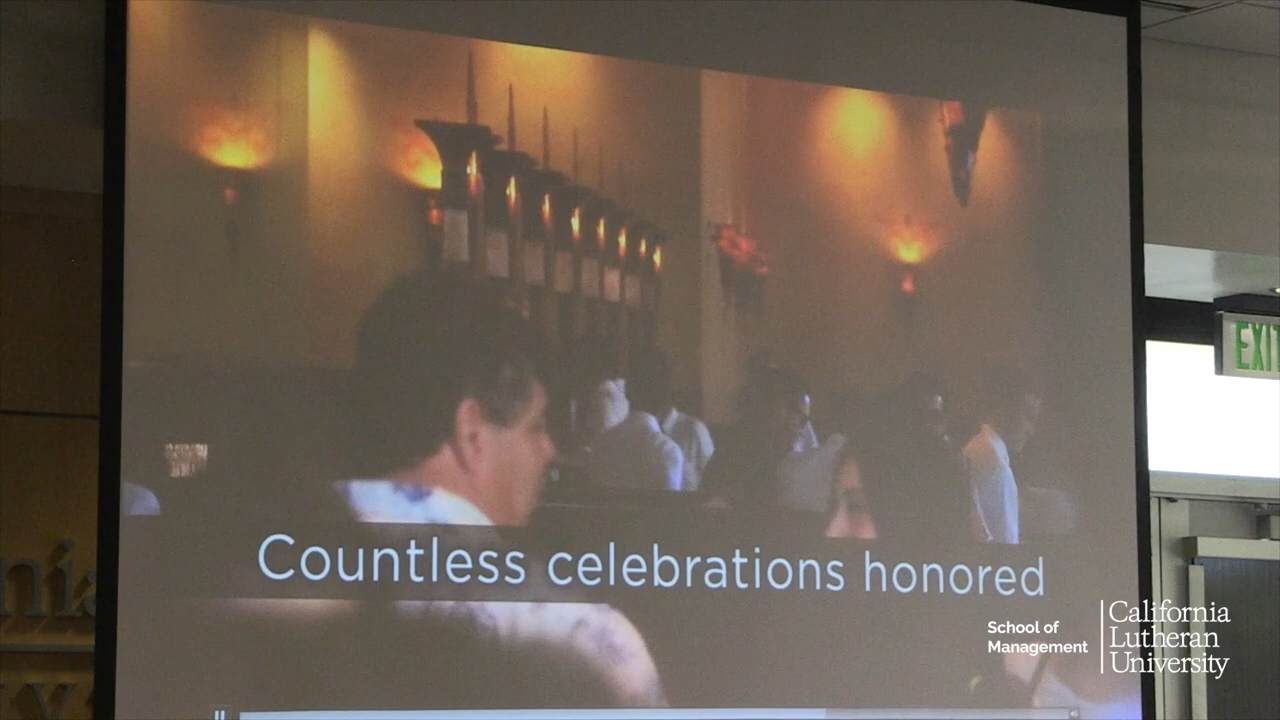 EXIT
Countless celebrations honored
School of
Management
California
Lutheran
University